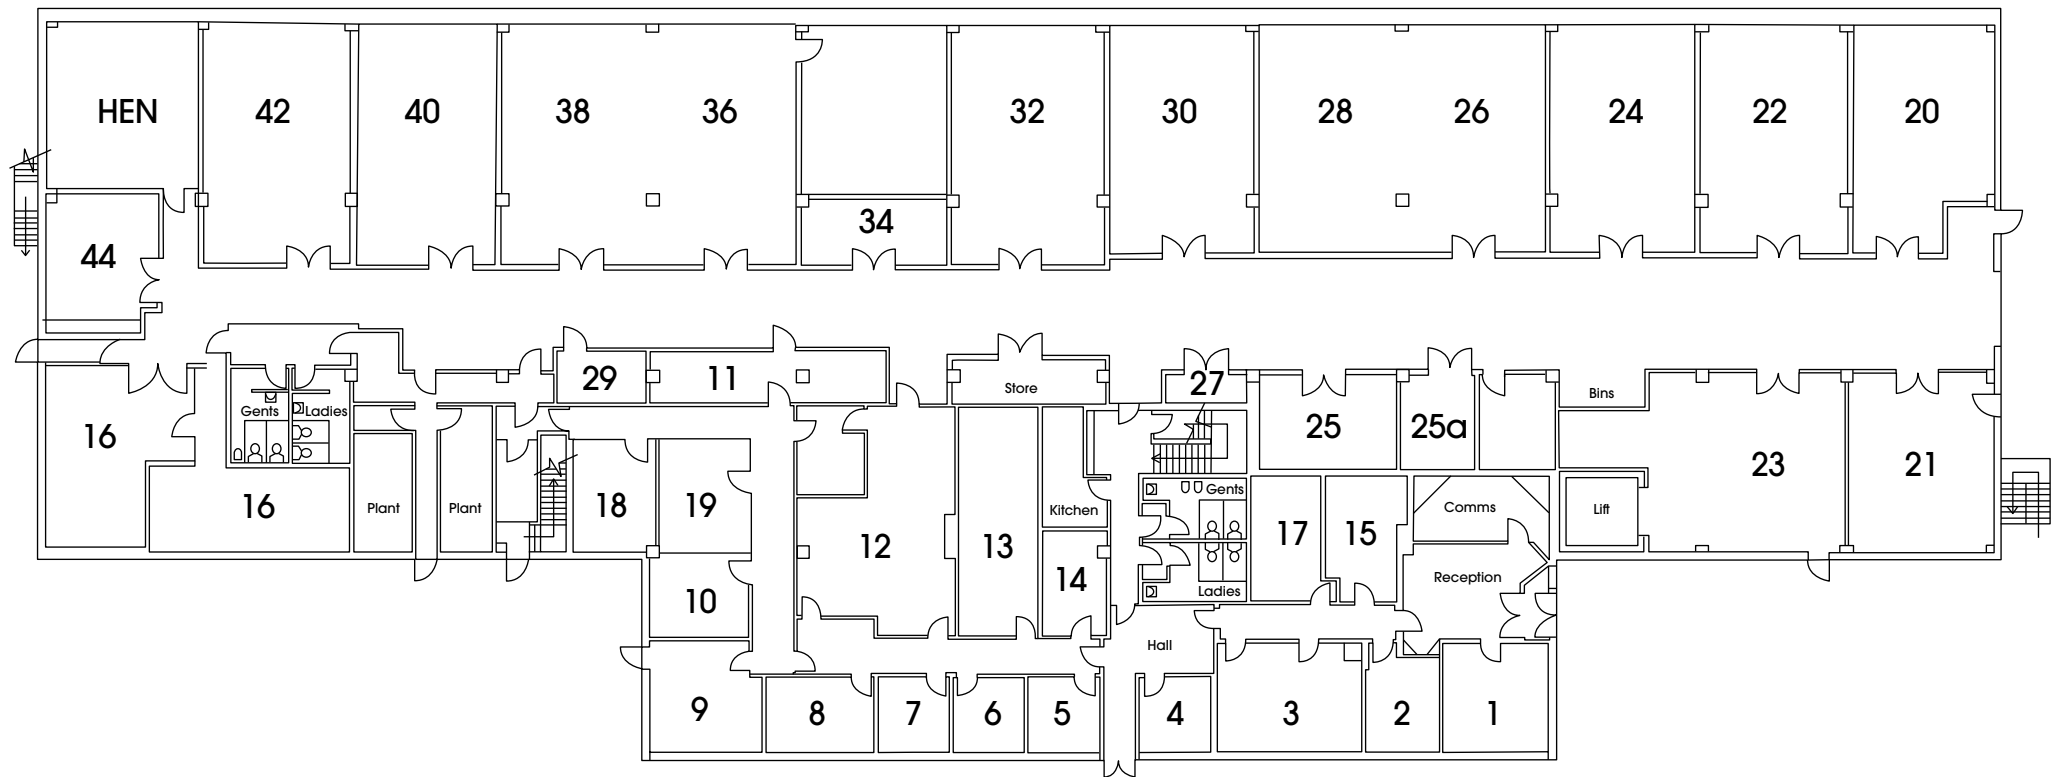 HEN 42 40 38 36 32 30 28 26 24 22 20
34
44
29 11 Store 27 Bins
Gents Ladies
16 25 25a 23 21
16 Plant Plant 18 19 Kitchen Gents Comms Lift
12 13 17 15
14 Reception
10 Ladies
Hall
9 8 7 6 5 4 3 2 1